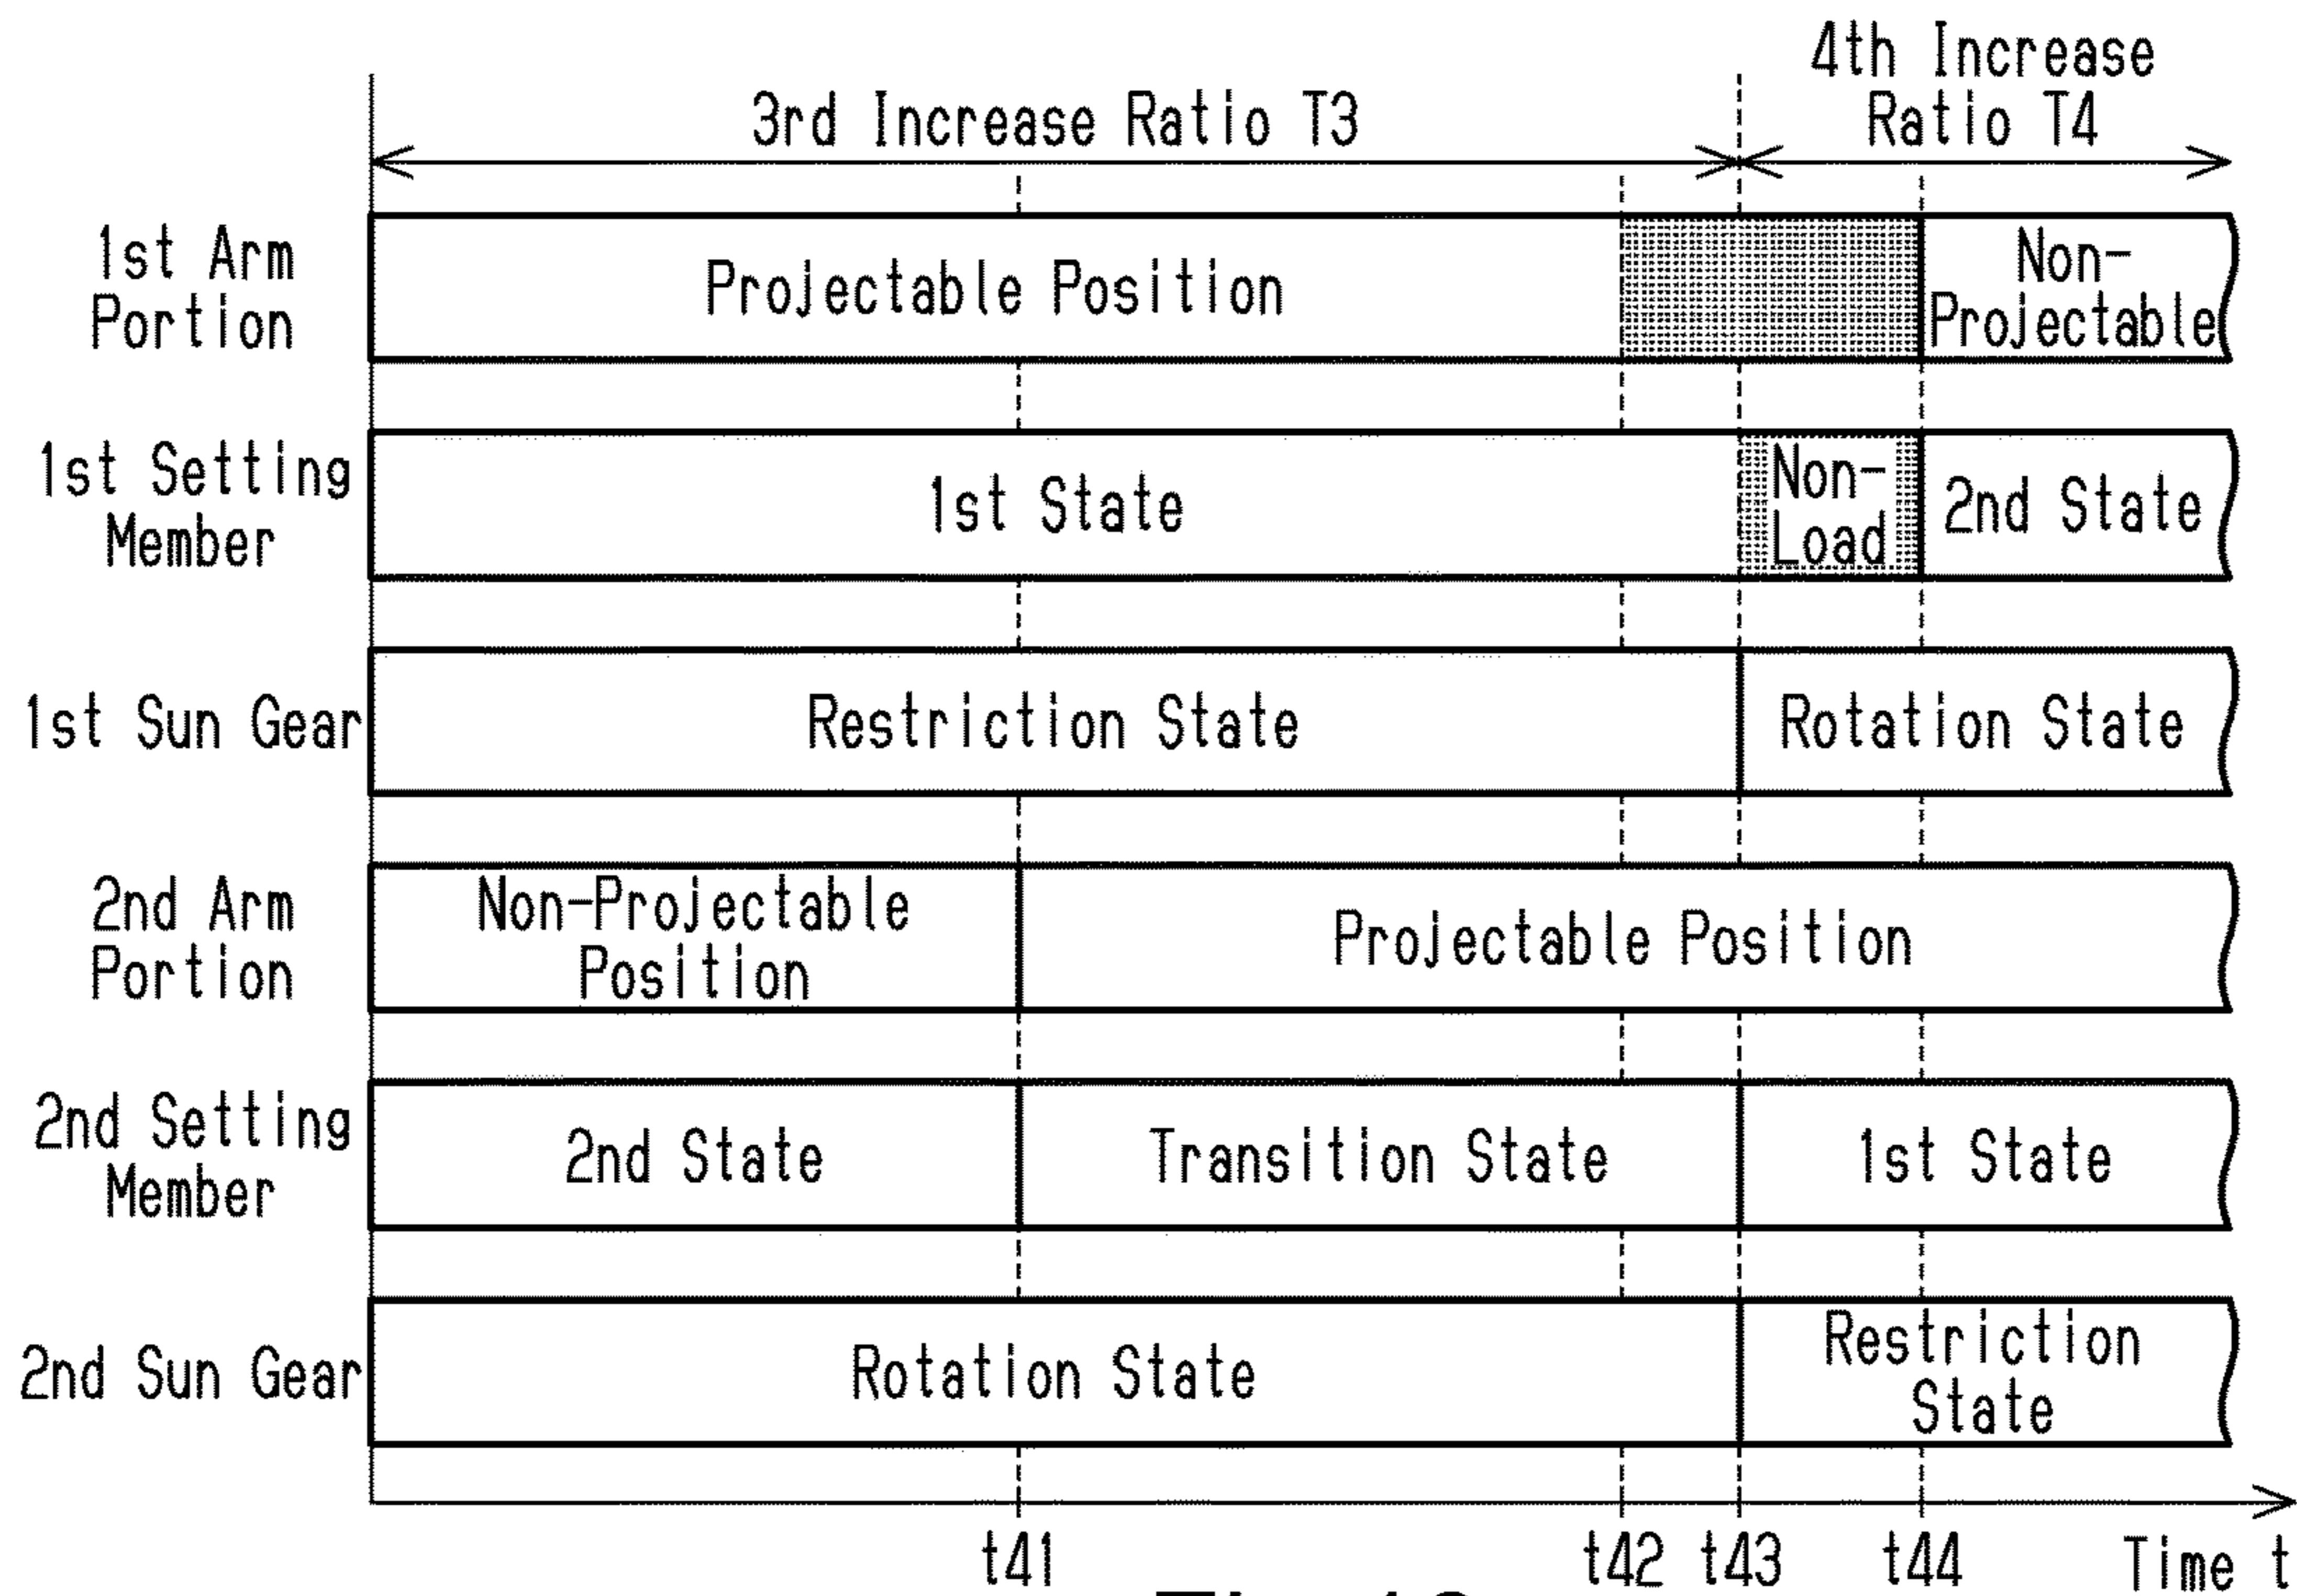 4th Increase
Ratio T4
3rd Increase Ratio T3
1st Arm
Portion
Projectable Position
Non-
Projectable
1st Setting
Member
1st State
Non-
Load
2nd State
1st Sun Gear
Restriction State
Rotation State
2nd Arm
Portion
Non-Projectable
Position
Projectable Position
2nd Setting
Member
2nd State
Transition State
1st State
2nd Sun Gear
Rotation State
Restriction
State
t41
t42
t43
t44
Time t